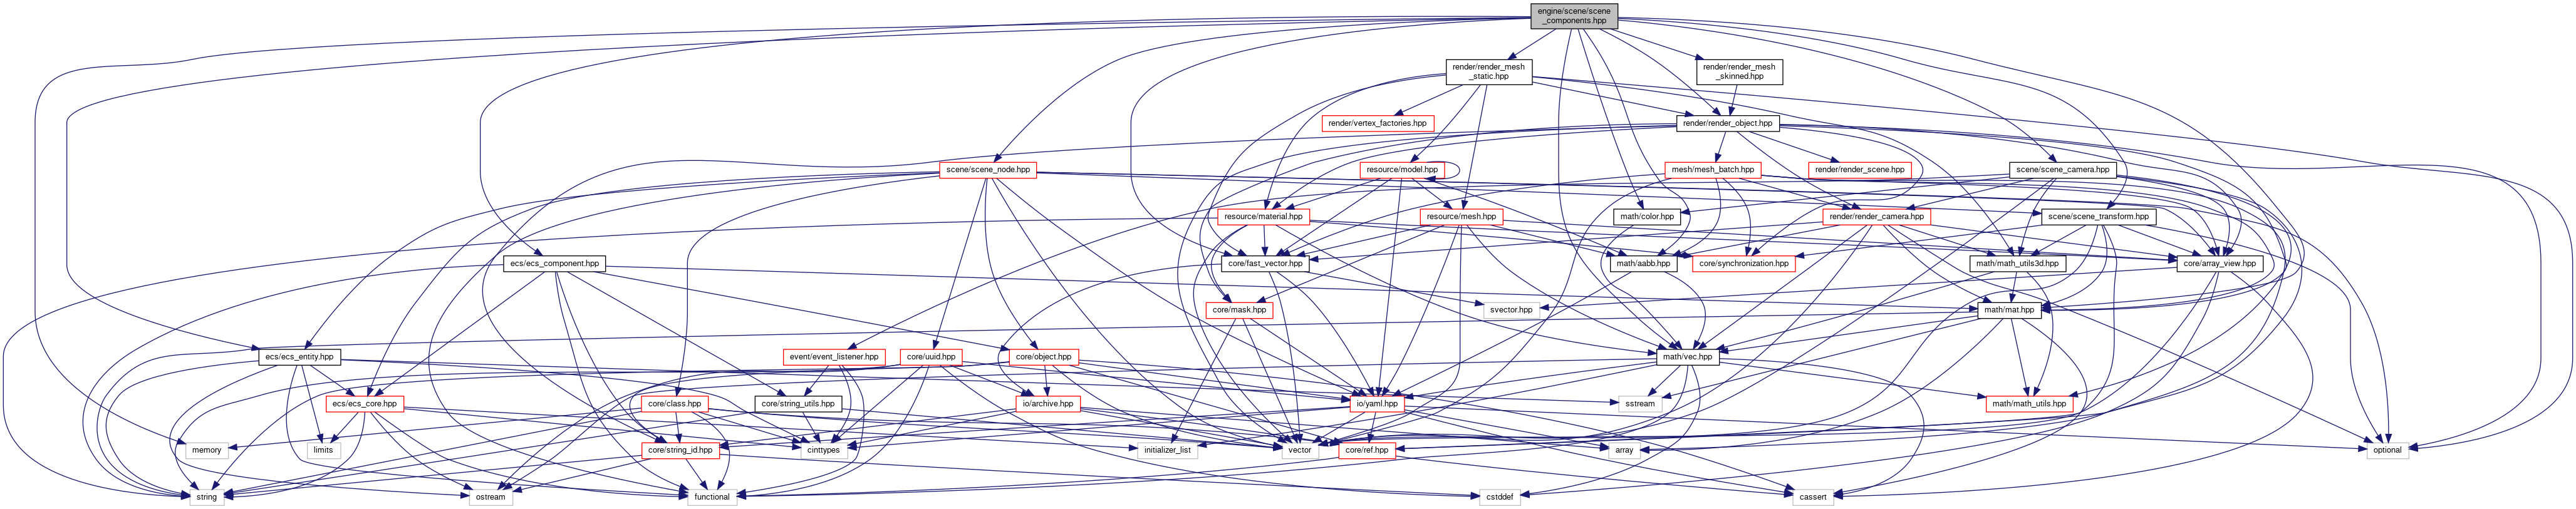 engine/scene/scene
_components.hpp
render/render_mesh
_static.hpp
render/render_mesh
_skinned.hpp
render/vertex_factories.hpp
render/render_object.hpp
scene/scene_node.hpp
resource/model.hpp
mesh/mesh_batch.hpp
render/render_scene.hpp
scene/scene_camera.hpp
resource/material.hpp
resource/mesh.hpp
math/color.hpp
render/render_camera.hpp
scene/scene_transform.hpp
ecs/ecs_component.hpp
core/fast_vector.hpp
math/aabb.hpp
core/synchronization.hpp
math/math_utils3d.hpp
core/array_view.hpp
core/mask.hpp
svector.hpp
math/mat.hpp
ecs/ecs_entity.hpp
event/event_listener.hpp
core/uuid.hpp
core/object.hpp
math/vec.hpp
ecs/ecs_core.hpp
core/class.hpp
core/string_utils.hpp
io/archive.hpp
io/yaml.hpp
sstream
math/math_utils.hpp
memory
limits
core/string_id.hpp
cinttypes
initializer_list
vector
core/ref.hpp
array
optional
string
ostream
functional
cstddef
cassert